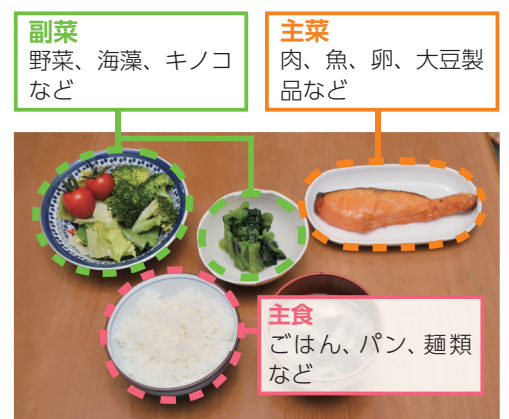 副菜
野菜、海藻、キノコ
など
主菜
肉、魚、卵、大豆製
品など
主食
ごはん、パン、麺類
など